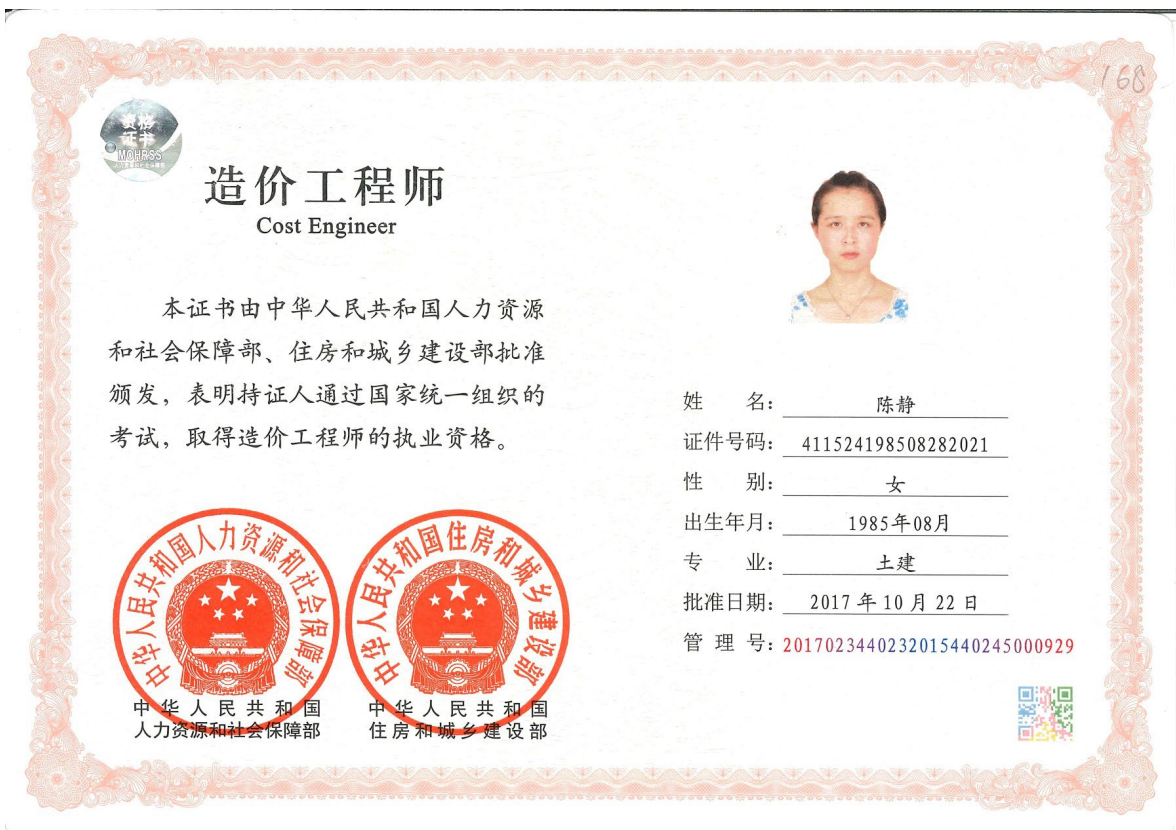 168
资格
证书
MOHRSS
造价工程师
Cost Engineer
本证书由中华人民共和国人力资源
和社会保障部、住房和城乡建设部批准
颁发，表明持证人通过国家统一组织的
考试，取得造价工程师的执业资格。
中华人民共和国人力资源和社会保障部
中华人民共和国住房和城乡建设部
中华人民共和国
人力资源和社会保障部
中华人民共和国
住房和城乡建设部
姓 名： 陈静
证件号码： 411524198508282021
性 别： 女
出生年月： 1985年08月
专 业： 土建
批准日期： 2017年10月22日
管 理 号： 2017023440232015440245000929